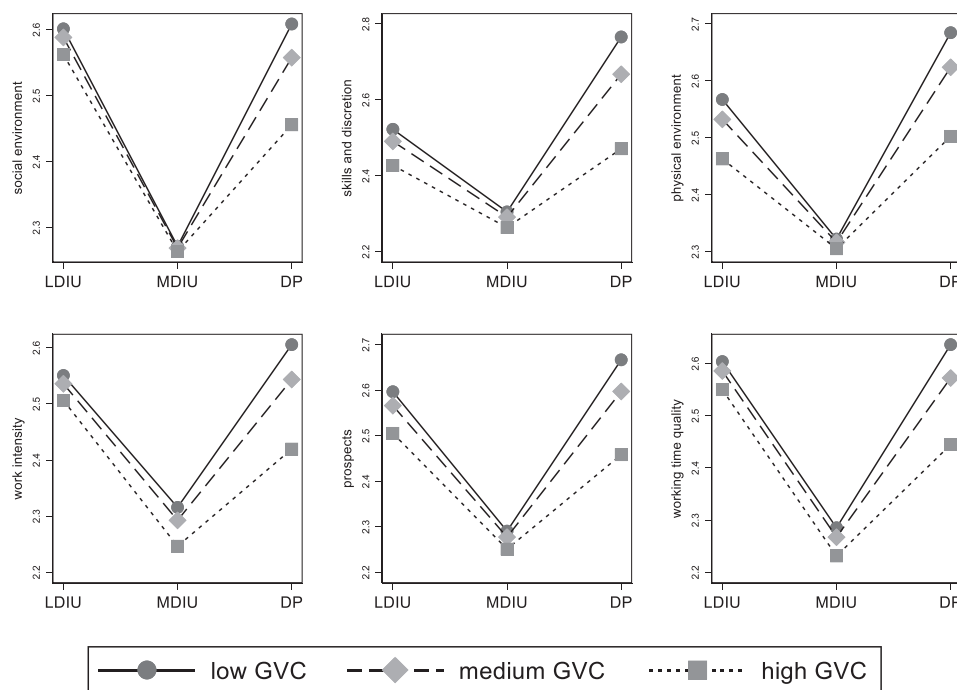 social environment
2.6
2.5
2.4
2.3
LDIU MDIU DP
skills and discretion
2.8
2.6
2.4
2.2
LDIU MDIU DP
physical environment
2.7
2.6
2.5
2.4
2.3
LDIU MDIU DP
work intensity
2.6
2.5
2.4
2.3
2.2
LDIU MDIU DP
prospects
2.7
2.6
2.5
2.4
2.3
2.2
LDIU MDIU DP
working time quality
2.6
2.5
2.4
2.3
2.2
LDIU MDIU DP
low GVC medium GVC high GVC